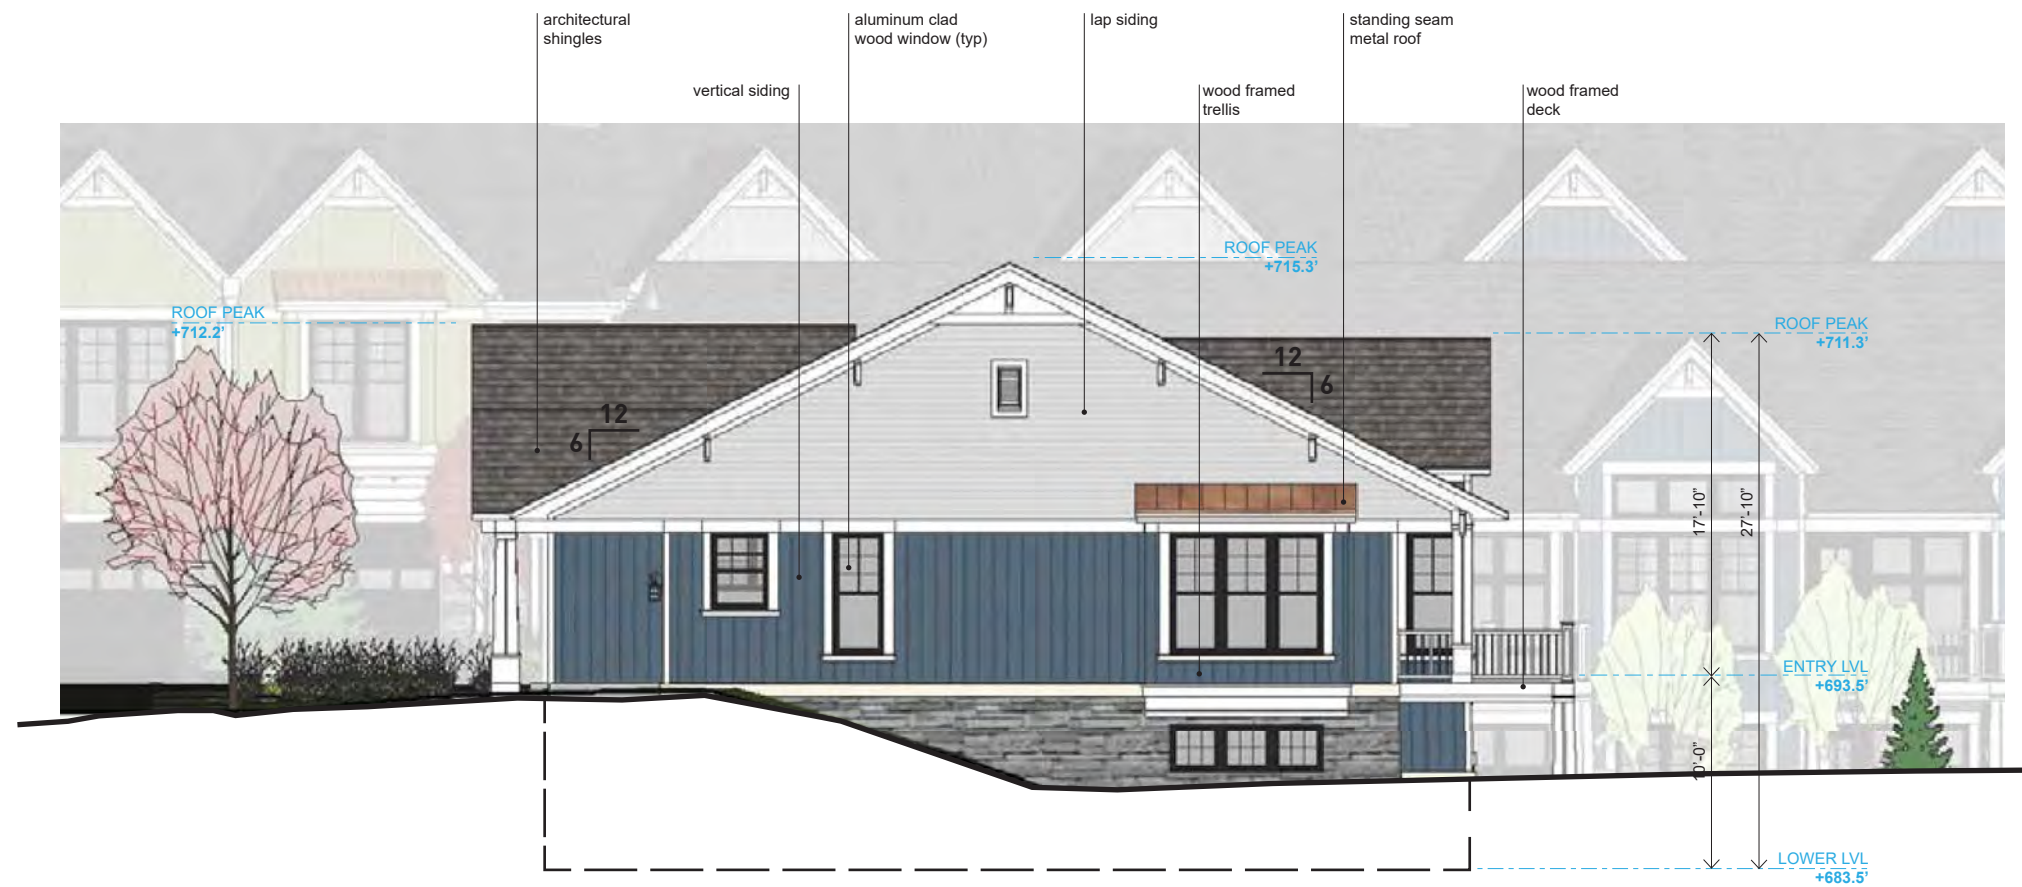 architectural
shingles
aluminum clad
wood window (typ)
lap siding
standing seam
metal roof
vertical siding
wood framed
trellis
wood framed
deck
ROOF PEAK
+715.3'
ROOF PEAK
+712.2'
ROOF PEAK
+711.3'
12
6
12
6
17'-10"
27'-10"
ENTRY LVL
+693.5'
10'-0"
LOWER LVL
+683.5'